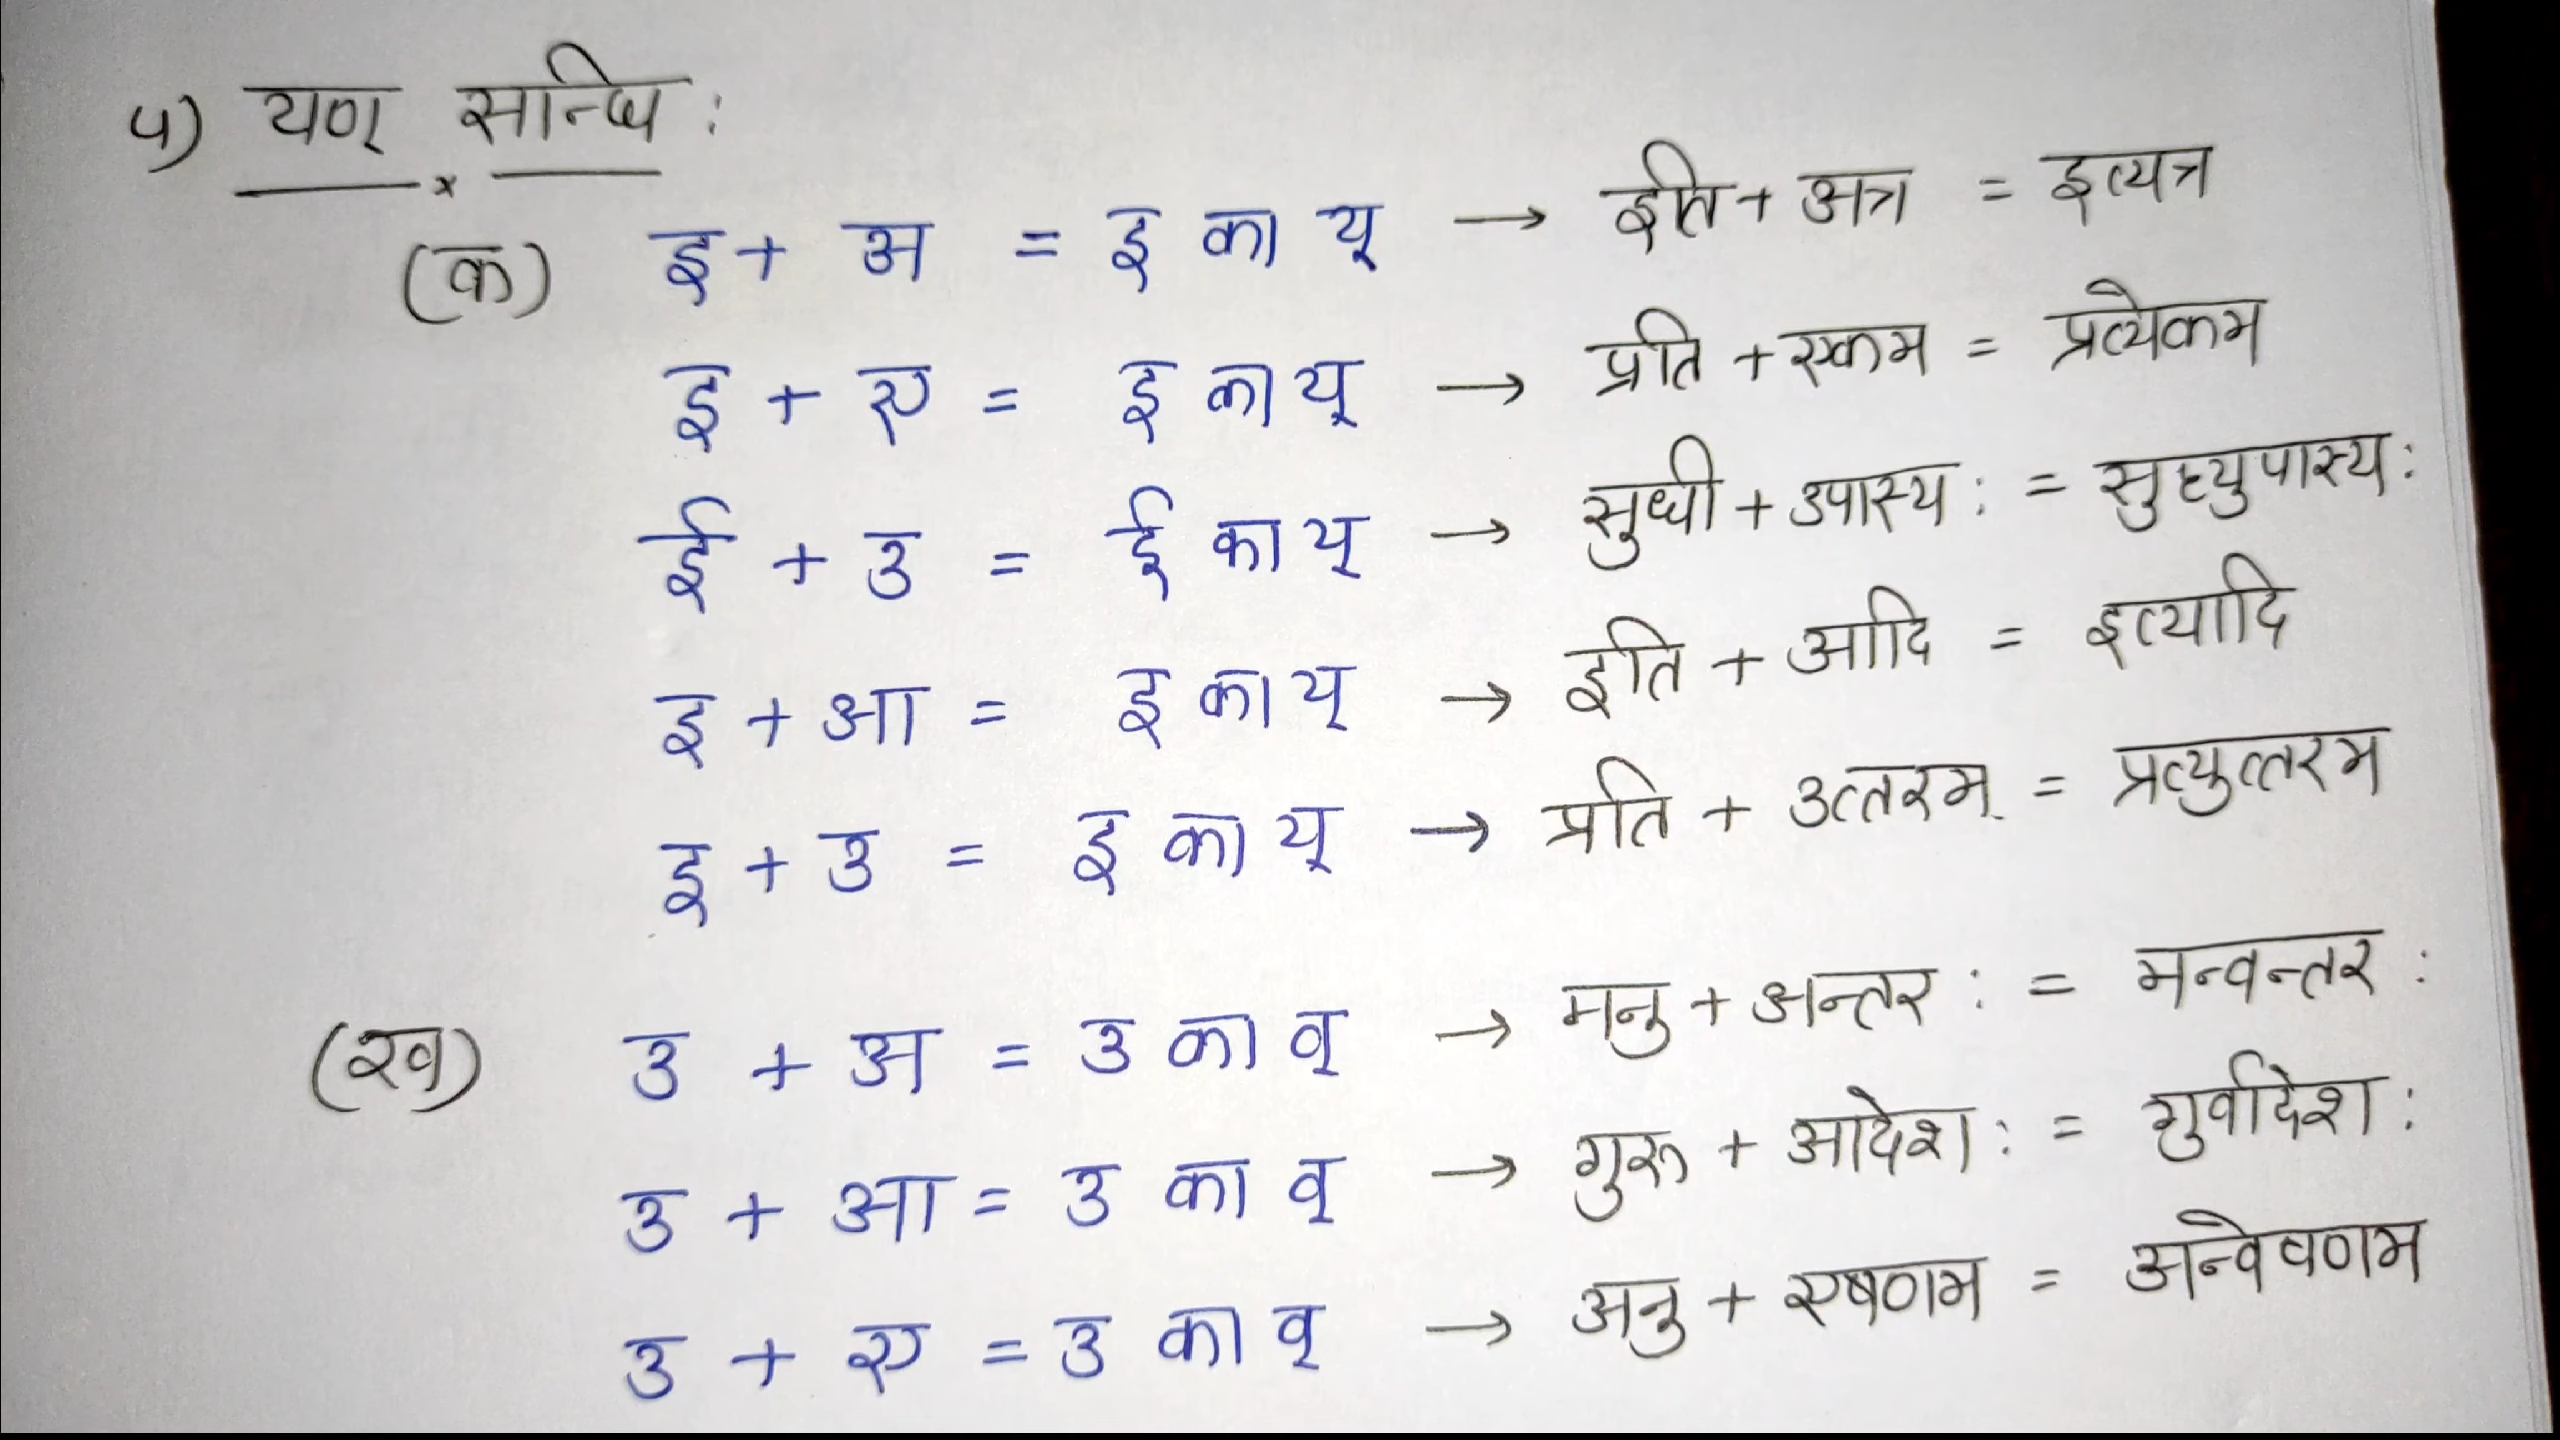 ५) यण् सन्धि :
(क) इ + अ = इ का य् → इति + अत्र = इत्यत्र
इ + ए = इ का य् → प्रति + एकम = प्रत्येकम
ई + उ = ई का य् → सुधी + उपास्य : = सुध्युपास्य :
इ + आ = इ का य् → इति + आदि = इत्यादि
इ + उ = इ का य् → प्रति + उत्तरम् = प्रत्युत्तरम
(ख) उ + अ = उ का व् → मनु + अन्तर : = मन्वन्तर :
उ + आ = उ का व् → गुरू + आदेश : = गुर्वादेश :
उ + ए = उ का व् → अनु + एषणम = अन्वेषणम